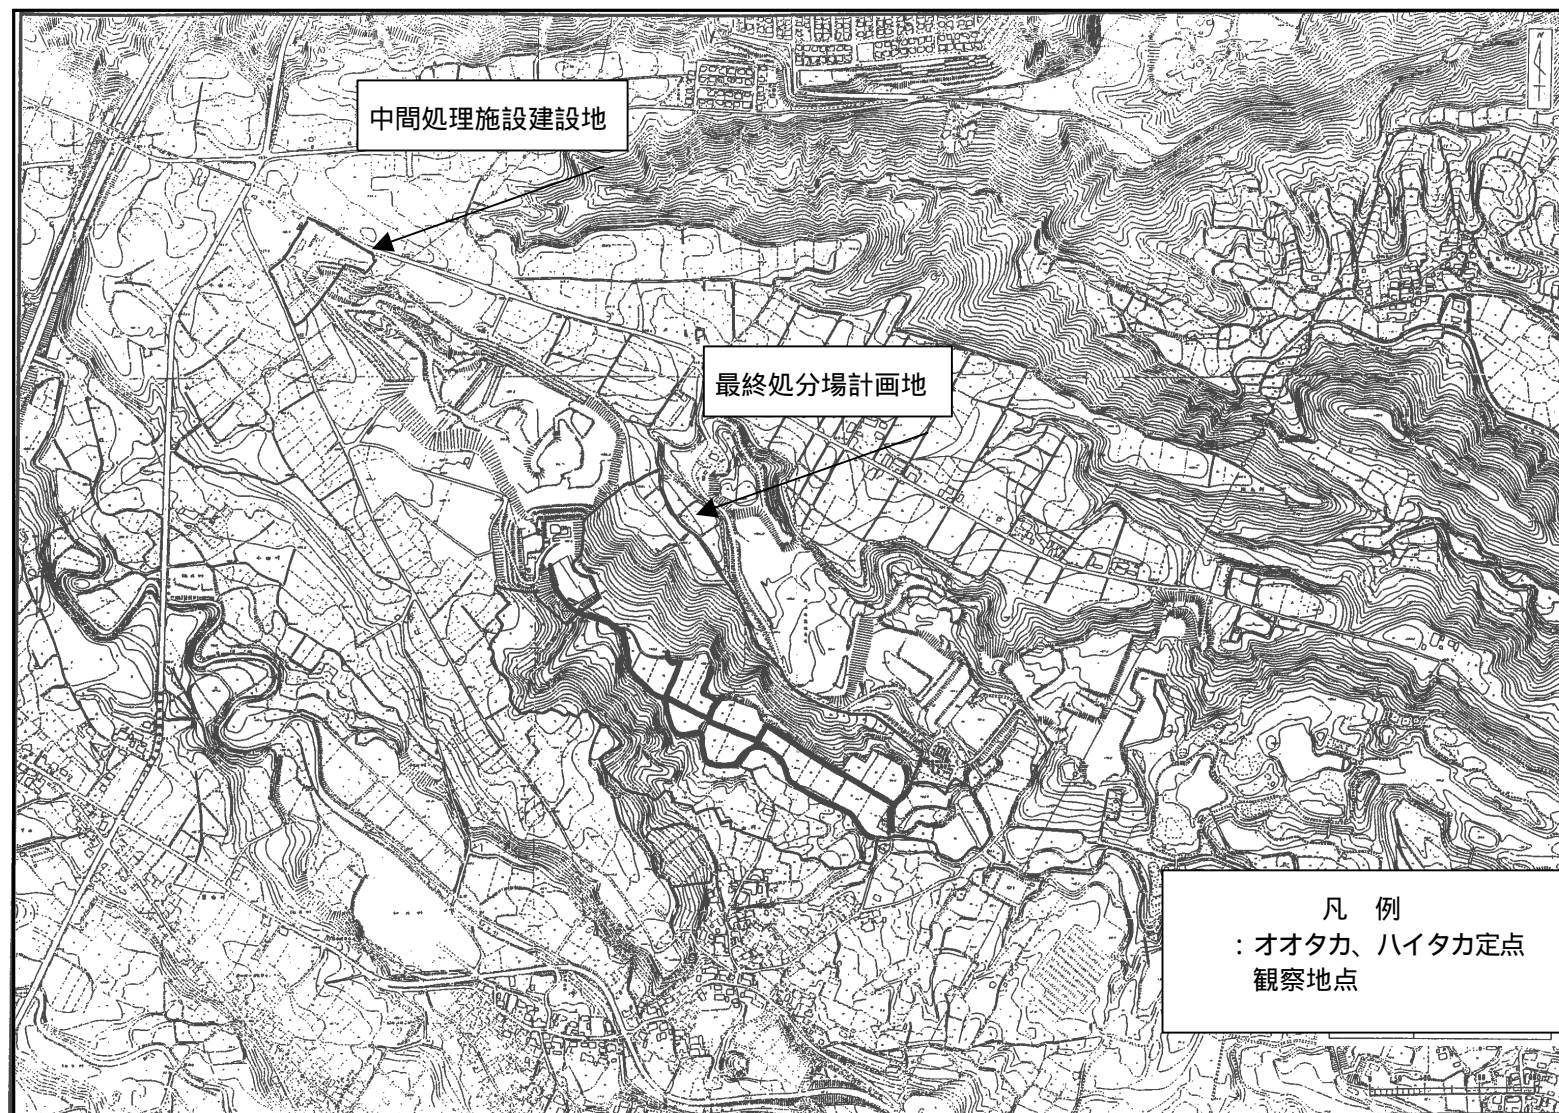 中間処理施設建設地
最終処分場計画地
凡 例
：オオタカ、ハイタカ定点
観察地点